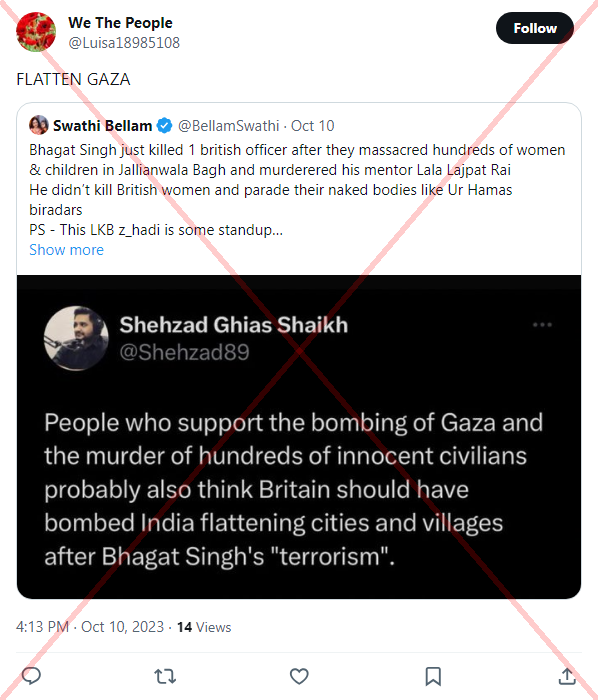 We The People
@Luisa18985108
Follow
FLATTEN GAZA
Swathi Bellam @BellamSwathi · Oct 10
Bhagat Singh just killed 1 british officer after they massacred hundreds of women
& children in Jallianwala Bagh and murderered his mentor Lala Lajpat Rai
He didn't kill British women and parade their naked bodies like Ur Hamas
biradars
PS - This LKB z_hadi is some standup...
Show more
Shehzad Ghias Shaikh
@Shehzad89
People who support the bombing of Gaza and
the murder of hundreds of innocent civilians
probably also think Britain should have
bombed India flattening cities and villages
after Bhagat Singh's "terrorism".
4:13 PM · Oct 10, 2023 · 14 Views